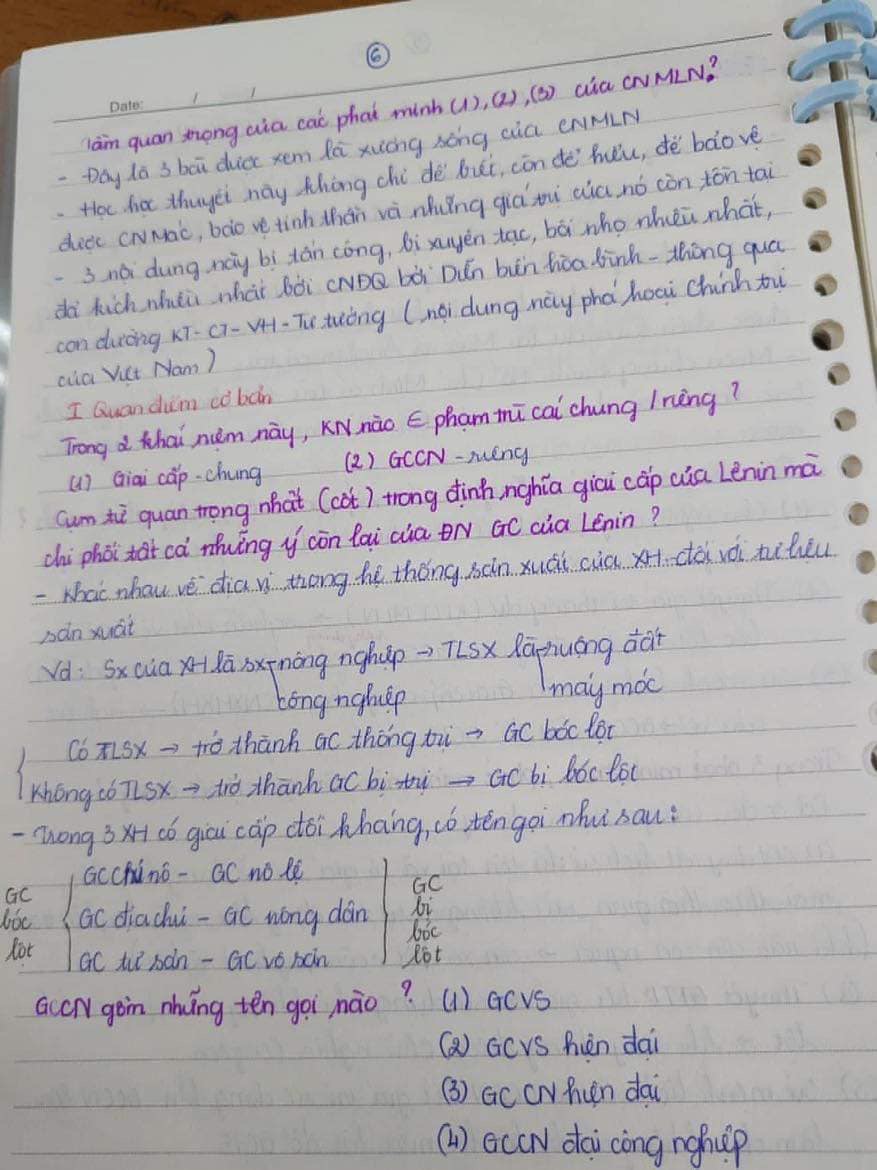 ⑥
Date: / /
Tầm quan trọng của các phát minh (1), (2), (3) của CNMLN?
- Đây là 3 bài được xem là xương sống của CNMLN
- Học học thuyết này không chỉ để biết, còn để hiểu, để bảo vệ
được CN Mác, bảo vệ tinh thần và những giá trị của nó còn tồn tại
- 3 nội dung này bị tấn công, bị xuyên tạc, bôi nhọ nhiều nhất,
đả kích nhiều nhất bởi CNĐQ bởi Diễn biến hòa bình - thông qua
con đường KT - CT - VH - Tư tưởng (nội dung này phá hoại Chính trị
của Việt Nam)
I Quan điểm cơ bản
Trong 2 khái niệm này, KN nào ∈ phạm trù cái chung / riêng?
(1) Giai cấp - chung (2) GCCN - riêng
Cụm từ quan trọng nhất (cốt) trong định nghĩa giai cấp của Lênin mà
chi phối tất cả những ý còn lại của ĐN GC của Lênin?
- Khác nhau về địa vị trong hệ thống sản xuất của XH đối với tư liệu
sản xuất
Vd: Sx của XH là sx nông nghiệp → TLSX là ruộng đất
công nghiệp máy móc
Có TLSX → trở thành GC thống trị → GC bóc lột
Không có TLSX → trở thành GC bị trị → GC bị bóc lột
- Trong 3 XH có giai cấp đối kháng, có tên gọi như sau:
GC bóc lột
GC chủ nô - GC nô lệ
GC địa chủ - GC nông dân
GC tư sản - GC vô sản
GC bị bóc lột
GCCN gồm những tên gọi nào? (1) GCVS
(2) GCVS hiện đại
(3) GC CN hiện đại
(4) GCCN đại công nghiệp